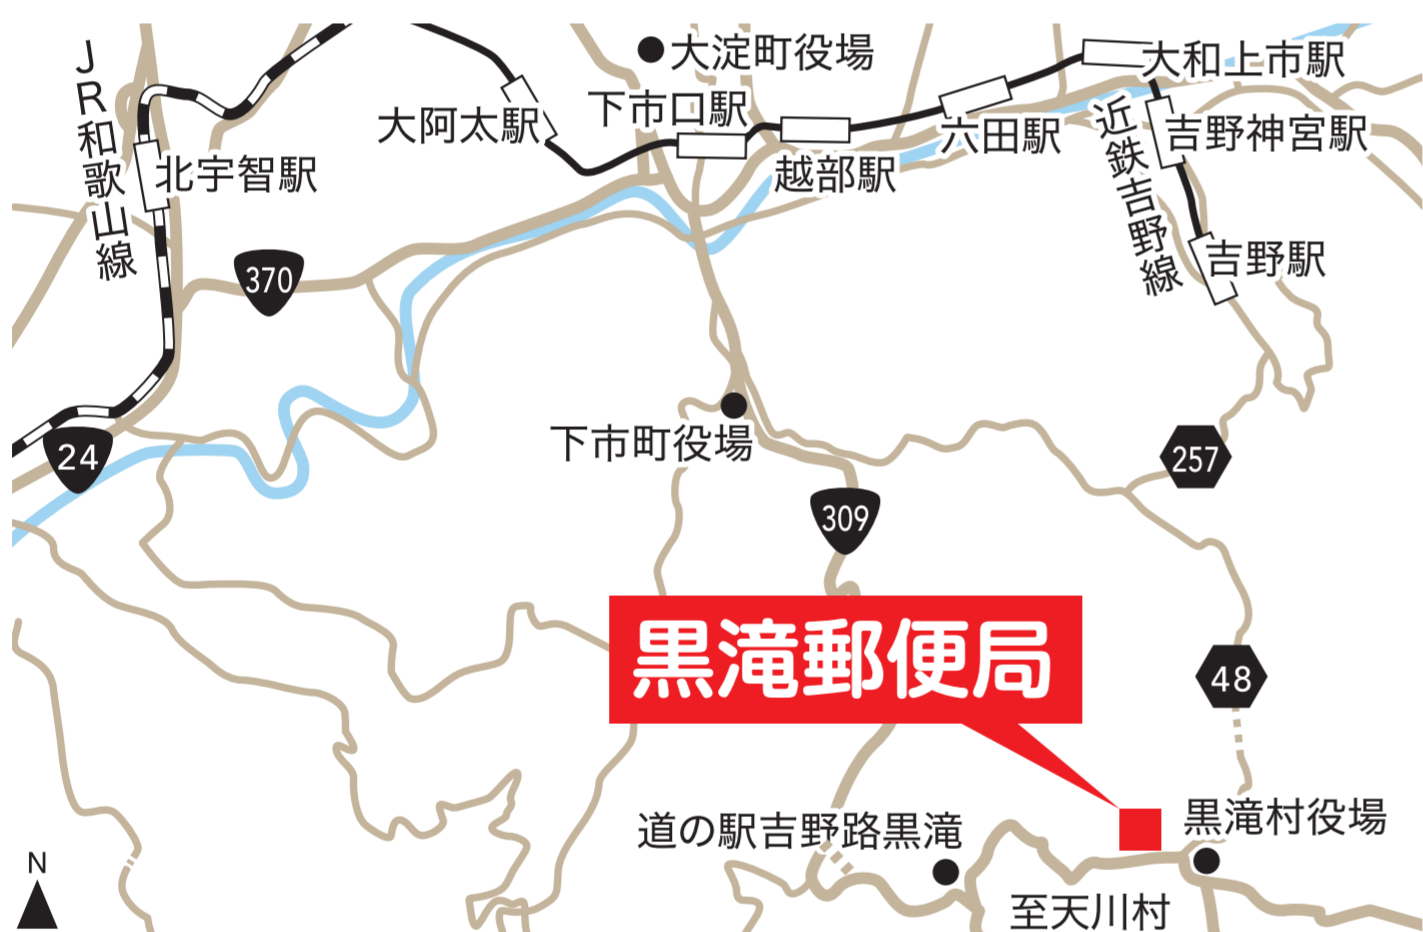 大淀町役場
大和上市駅
JR和歌山線
大阿太駅
下市口駅
六田駅
近鉄吉野線
吉野神宮駅
北宇智駅
越部駅
吉野駅
370
下市町役場
24
257
309
黒滝郵便局
48
道の駅吉野路黒滝
黒滝村役場
N
至天川村